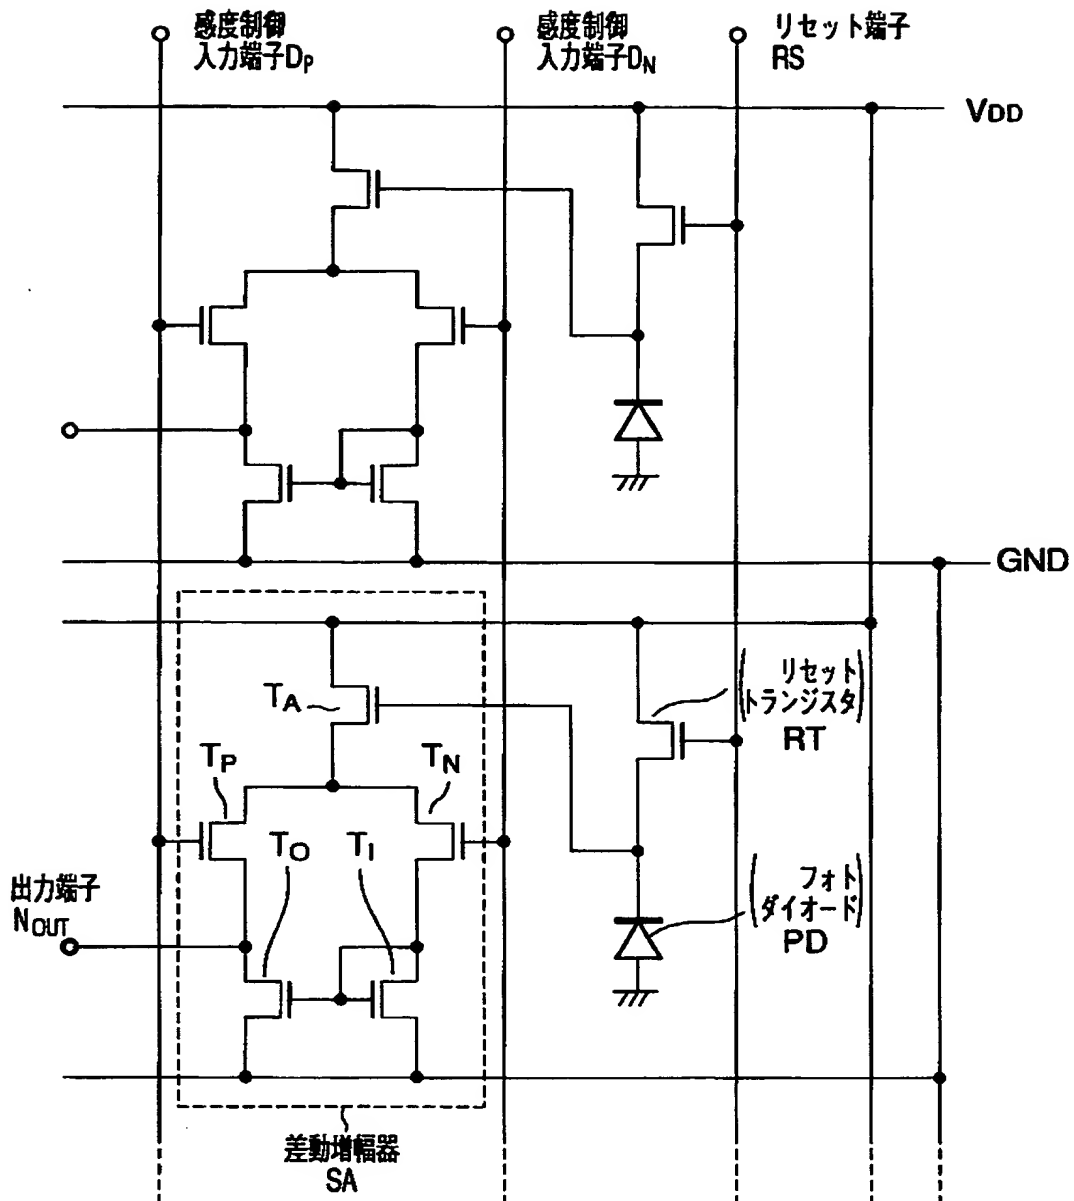 感度制御
入力端子DP
感度制御
入力端子DN
リセット端子
RS
VDD
GND
TA
リセット
トランジスタ
RT
TP
TN
TO
TI
出力端子
NOUT
フォト
ダイオード
PD
差動増幅器
SA